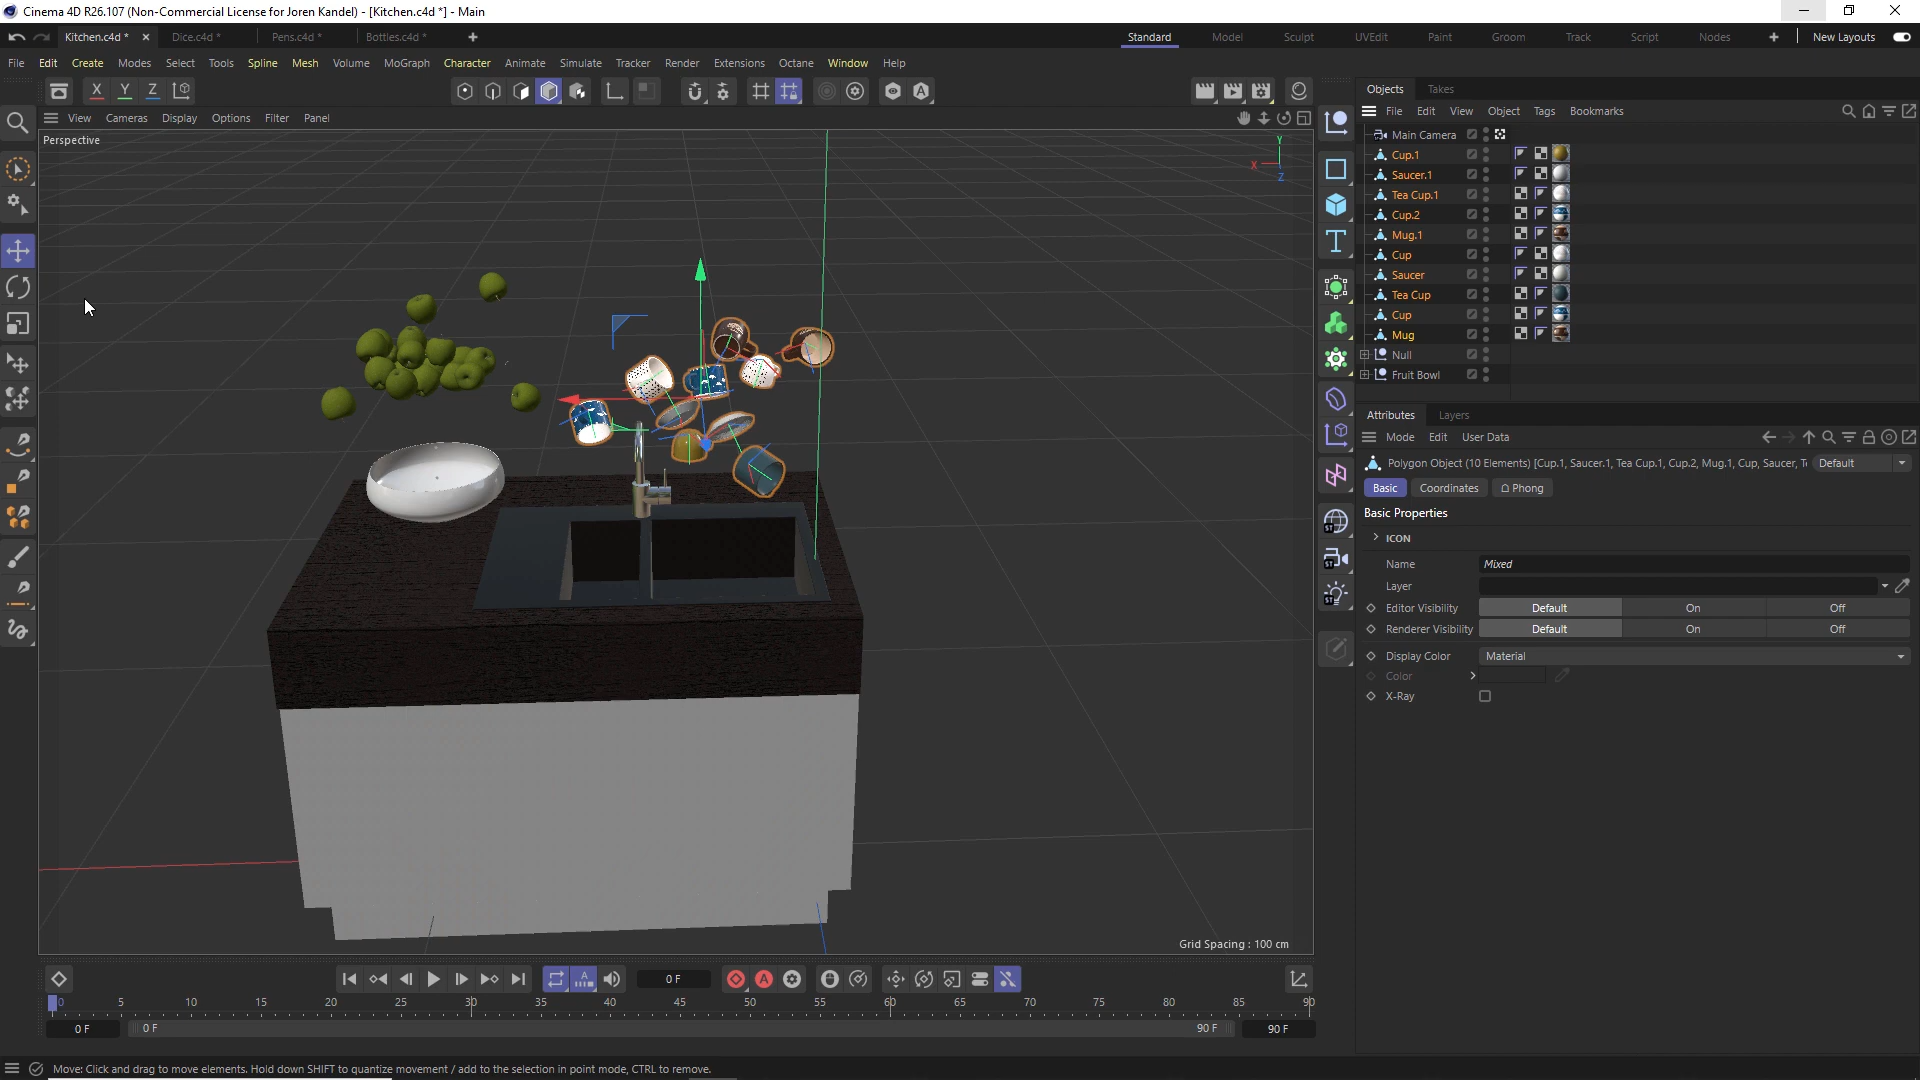 Cinema 4D R26.107 (Non-Commercial License for Joren Kandel) - [Kitchen.c4d *] - Main
Kitchen.c4d * Dice.c4d * Pens.c4d * Bottles.c4d * Standard Model Sculpt UVEdit Paint Groom Track Script Nodes New Layouts
File Edit Create Modes Select Tools Spline Mesh Volume MoGraph Character Animate Simulate Tracker Render Extensions Octane Window Help
X Y Z
Objects Takes
File Edit View Object Tags Bookmarks
View Cameras Display Options Filter Panel
Perspective
Y
X
Z
Main Camera
Cup.1
Saucer.1
Tea Cup.1
Cup.2
Mug.1
Cup
Saucer
Tea Cup
Cup
Mug
Null
Fruit Bowl
Attributes Layers
Mode Edit User Data
Polygon Object (10 Elements) [Cup.1, Saucer.1, Tea Cup.1, Cup.2, Mug.1, Cup, Saucer, T Default
Basic Coordinates Phong
Basic Properties
ICON
Name Mixed
Layer
Editor Visibility Default On Off
Renderer Visibility Default On Off
Display Color Material
Color
X-Ray
ST
ST
ST
Grid Spacing : 100 cm
0 F
0 5 10 15 20 25 30 35 40 45 50 55 60 65 70 75 80 85 90
0 F 0 F 90 F 90 F
Move: Click and drag to move elements. Hold down SHIFT to quantize movement / add to the selection in point mode, CTRL to remove.